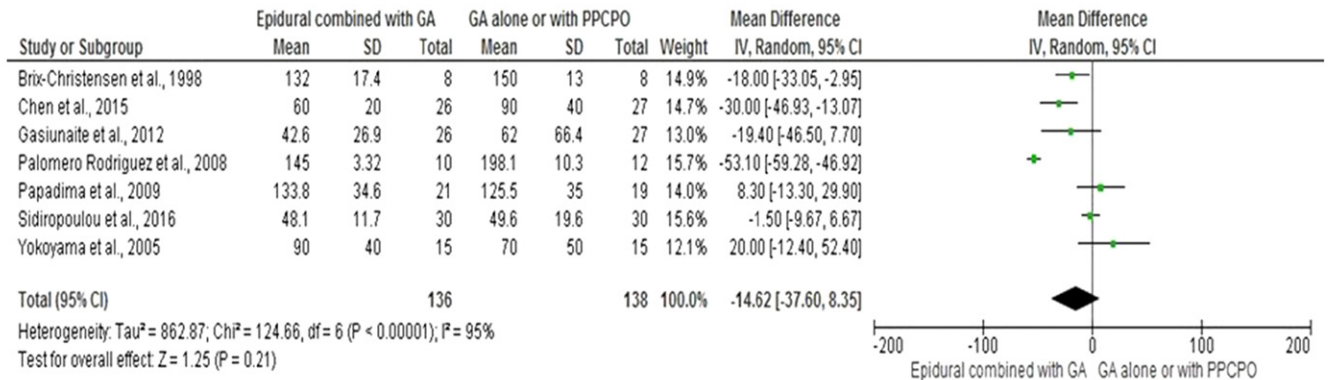 Epidural combined with GA GA alone or with PPCPO Mean Difference Mean Difference
Study or Subgroup Mean SD Total Mean SD Total Weight IV, Random, 95% CI IV, Random, 95% CI
Brix-Christensen et al., 1998 132 17.4 8 150 13 8 14.9% -18.00 [-33.05, -2.95]
Chen et al., 2015 60 20 26 90 40 27 14.7% -30.00 [-46.93, -13.07]
Gasiunaite et al., 2012 42.6 26.9 26 62 66.4 27 13.0% -19.40 [-46.50, 7.70]
Palomero Rodriguez et al., 2008 145 3.32 10 198.1 10.3 12 15.7% -53.10 [-59.28, -46.92]
Papadima et al., 2009 133.8 34.6 21 125.5 35 19 14.0% 8.30 [-13.30, 29.90]
Sidiropoulou et al., 2016 48.1 11.7 30 49.6 19.6 30 15.6% -1.50 [-9.67, 6.67]
Yokoyama et al., 2005 90 40 15 70 50 15 12.1% 20.00 [-12.40, 52.40]
Total (95% CI) 136 138 100.0% -14.62 [-37.60, 8.35]
Heterogeneity: Tau² = 862.87; Chi² = 124.66, df = 6 (P < 0.00001); I² = 95%
Test for overall effect: Z = 1.25 (P = 0.21)
-200 -100 0 100 200
Epidural combined with GA GA alone or with PPCPO